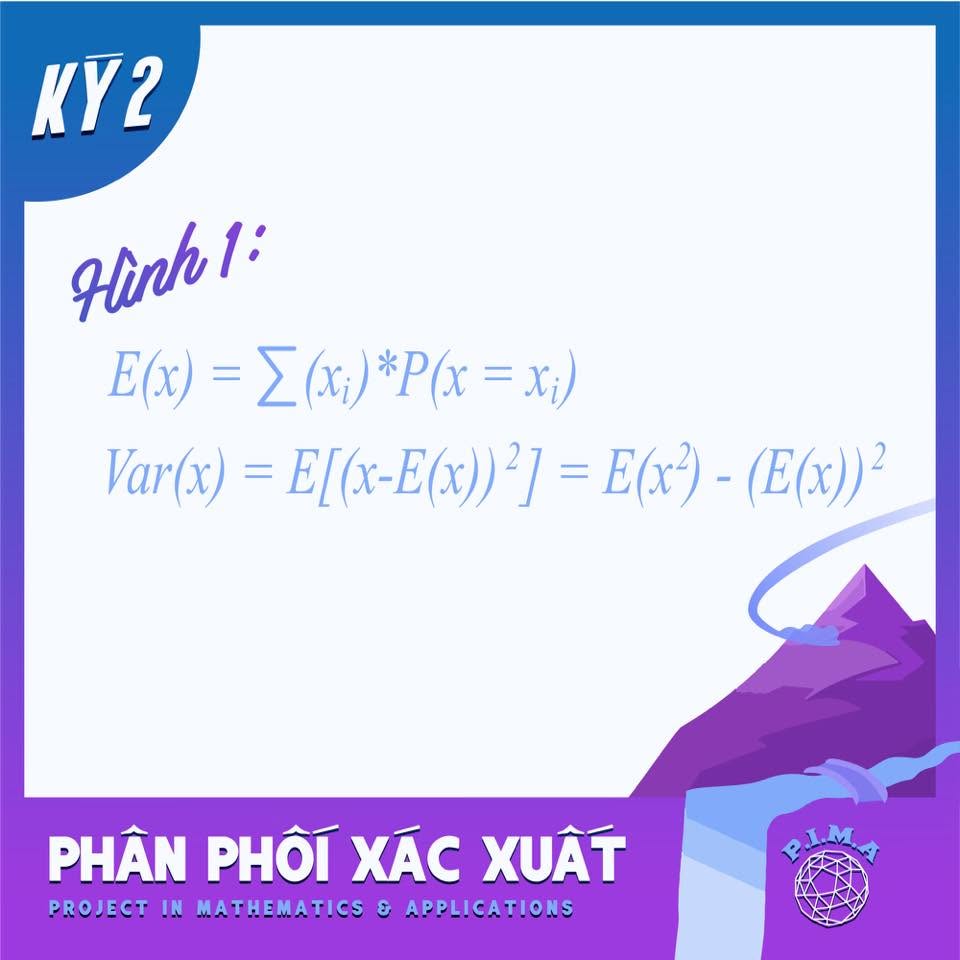 KỲ 2
Hình 1:
E(x) = ∑(xᵢ)*P(x = xᵢ)
Var(x) = E[(x-E(x))²] = E(x²) - (E(x))²
PHÂN PHỐI XÁC XUẤT
PROJECT IN MATHEMATICS & APPLICATIONS
P.I.M.A